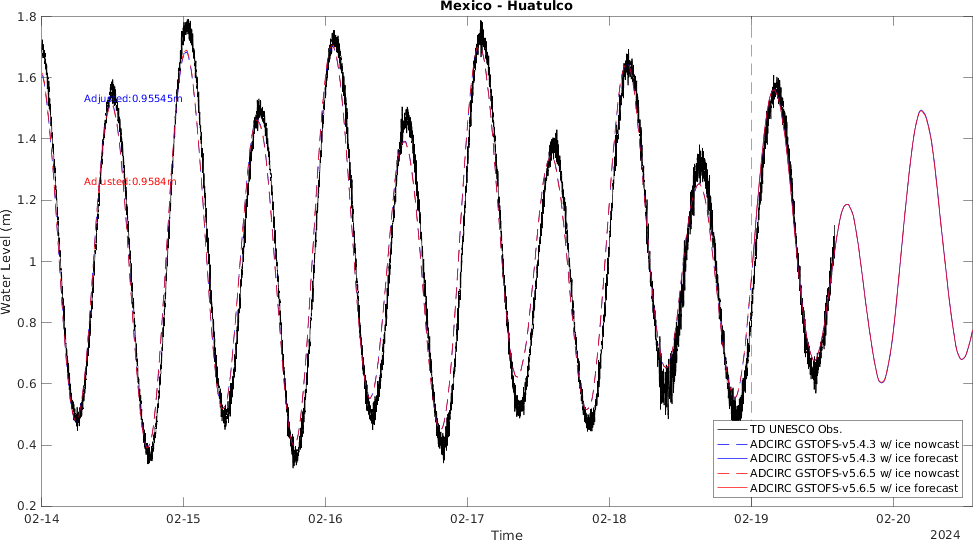 Mexico - Huatulco
1.8
1.6
1.4
1.2
1
0.8
0.6
0.4
0.2
Water Level (m)
Adjusted:0.95545m
Adjusted:0.9584m
TD UNESCO Obs.
ADCIRC GSTOFS-v5.4.3 w/ ice nowcast
ADCIRC GSTOFS-v5.4.3 w/ ice forecast
ADCIRC GSTOFS-v5.6.5 w/ ice nowcast
ADCIRC GSTOFS-v5.6.5 w/ ice forecast
02-14 02-15 02-16 02-17 02-18 02-19 02-20
Time
2024